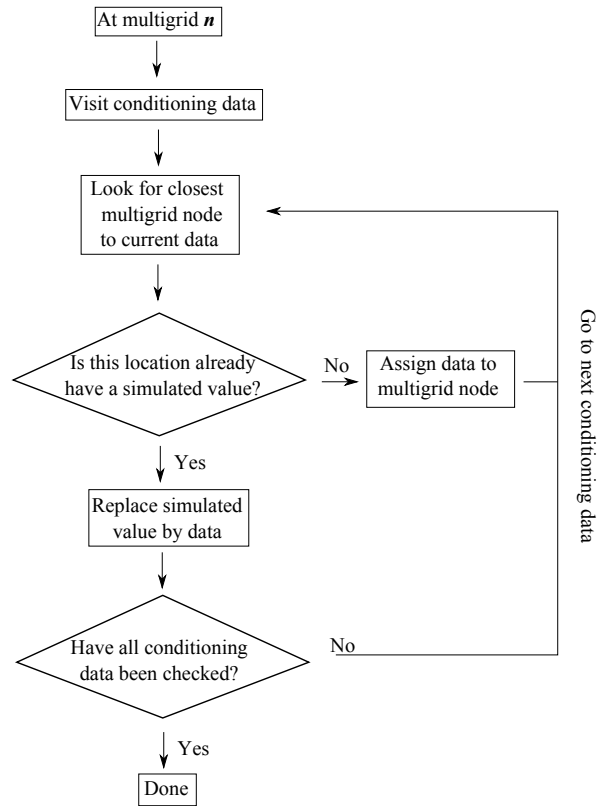 At multigrid n
Visit conditioning data
Look for closest
multigrid node
to current data
Is this location already
have a simulated value?
No
Assign data to
multigrid node
Go to next conditioning data
Yes
Replace simulated
value by data
Have all conditioning
data been checked?
No
Yes
Done